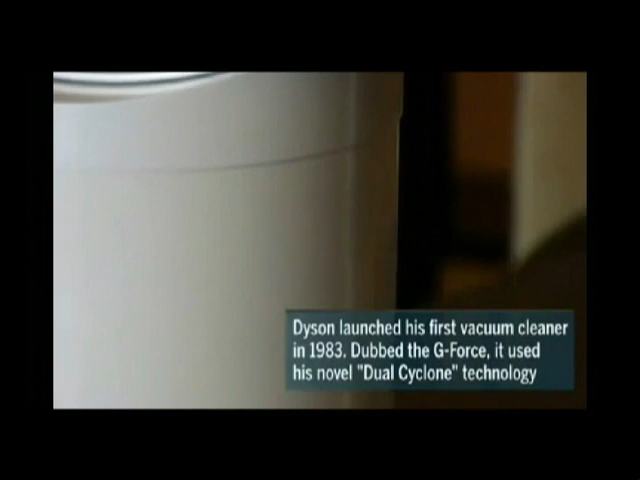 Dyson launched his first vacuum cleaner
in 1983. Dubbed the G-Force, it used
his novel "Dual Cyclone" technology